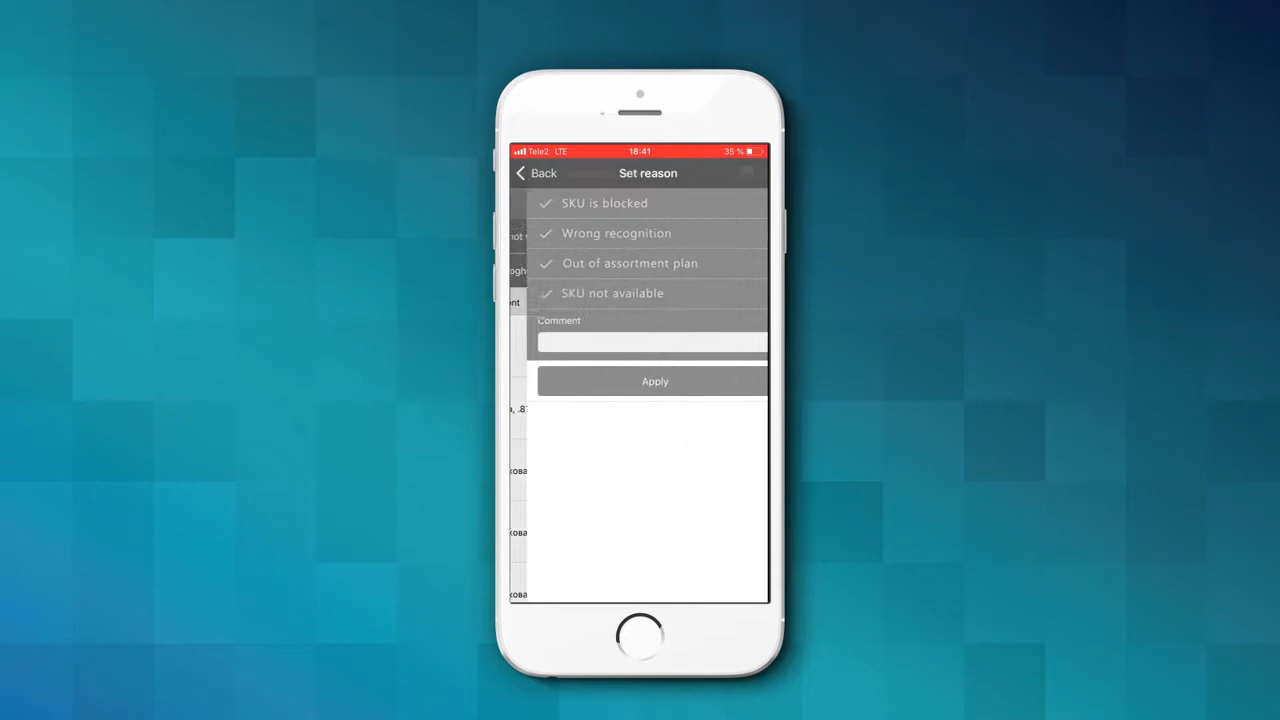 Tele2 LTE 18:41 35 %
Back Set reason
SKU is blocked
Wrong recognition
Out of assortment plan
SKU not available
Comment
Apply